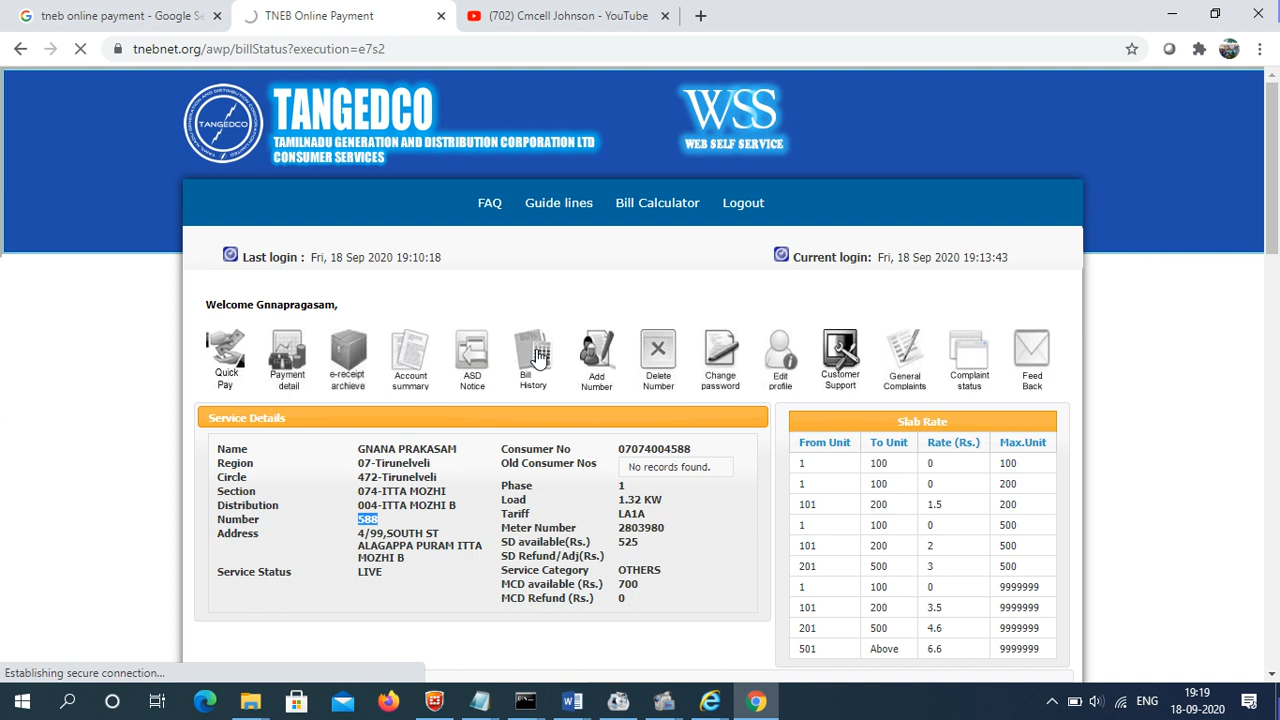 tneb online payment - Google Se
TNEB Online Payment
(702) Cmcell Johnson - YouTube
tnebnet.org/awp/billStatus?execution=e7s2
TANGEDCO
TANGEDCO
TAMILNADU GENERATION AND DISTRIBUTION CORPORATION LTD
CONSUMER SERVICES
WSS
WEB SELF SERVICE
FAQ Guide lines Bill Calculator Logout
Last login : Fri, 18 Sep 2020 19:10:18
Current login: Fri, 18 Sep 2020 19:13:43
Welcome Gnnapragasam,
Quick Pay
Payment detail
e-receipt archieve
Account summary
ASD Notice
Bill History
Add Number
Delete Number
Change password
Edit profile
Customer Support
General Complaints
Complaint status
Feed Back
Service Details
Name GNANA PRAKASAM
Region 07-Tirunelveli
Circle 472-Tirunelveli
Section 074-ITTA MOZHI
Distribution 004-ITTA MOZHI B
Number 588
Address 4/99,SOUTH ST
ALAGAPPA PURAM ITTA
MOZHI B
Service Status LIVE
Consumer No 07074004588
Old Consumer Nos No records found.
Phase 1
Load 1.32 KW
Tariff LA1A
Meter Number 2803980
SD available(Rs.) 525
SD Refund/Adj(Rs.)
Service Category OTHERS
MCD available (Rs.) 700
MCD Refund (Rs.) 0
Slab Rate
From Unit To Unit Rate (Rs.) Max.Unit
1 100 0 100
1 100 0 200
101 200 1.5 200
1 100 0 500
101 200 2 500
201 500 3 500
1 100 0 9999999
101 200 3.5 9999999
201 500 4.6 9999999
501 Above 6.6 9999999
Establishing secure connection...
ENG
19:19
18-09-2020